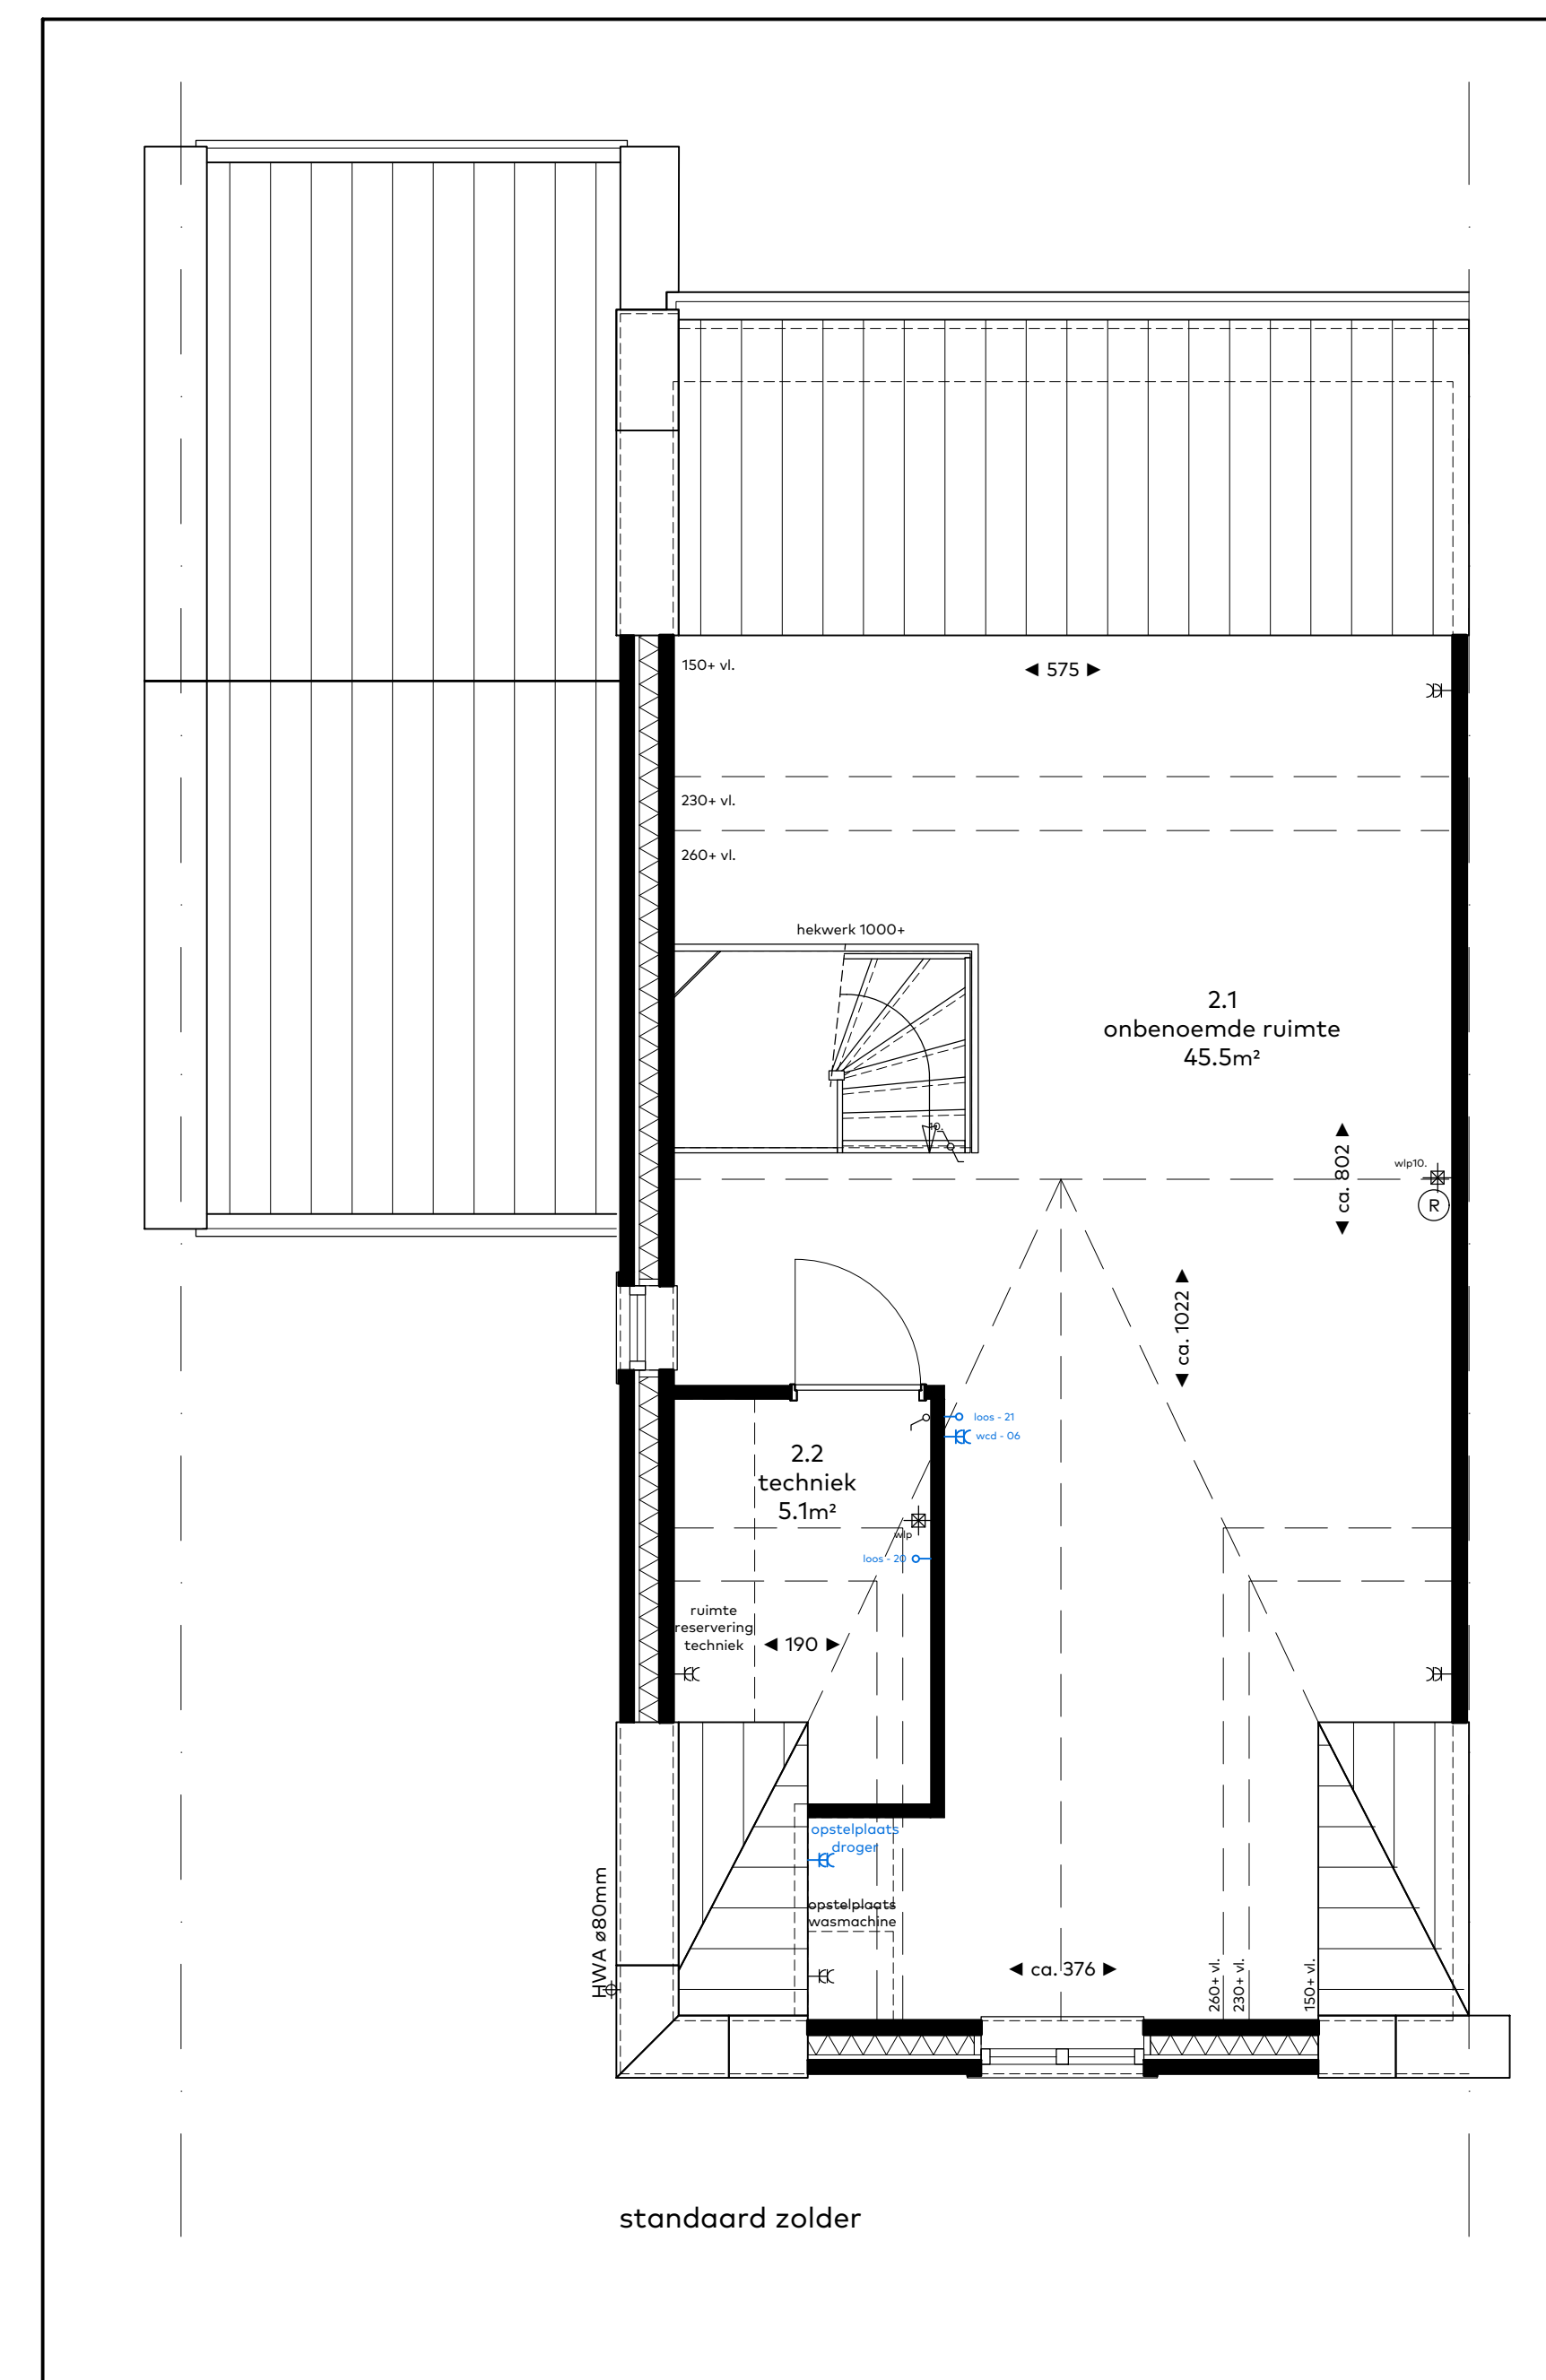 150+ vl.
◄ 575 ►
230+ vl.
260+ vl.
hekwerk 1000+
2.1
onbenoemde ruimte
45.5m²
10.
◄ ca. 802 ►
wlp10.
R
◄ ca. 1022 ►
loos - 21
wcd - 06
2.2
techniek
5.1m²
wlp
loos - 20
ruimte
reservering
techniek
◄ 190 ►
opstelplaats
droger
opstelplaats
wasmachine
HWA ø80mm
◄ ca. 376 ►
260+ vl.
230+ vl.
150+ vl.
standaard zolder